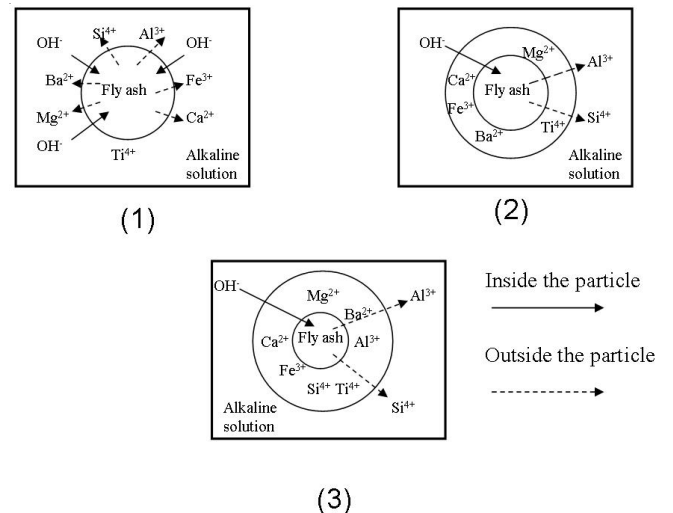 Si⁴⁺ Al³⁺
OH⁻ OH⁻
Ba²⁺ Fly ash Fe³⁺
Mg²⁺ Ca²⁺
OH⁻
Ti⁴⁺ Alkaline
solution
(1)
OH⁻ Mg²⁺ Al³⁺
Ca²⁺ Fly ash
Fe³⁺ Ti⁴⁺ Si⁴⁺
Ba²⁺
Alkaline
solution
(2)
OH⁻ Mg²⁺ Al³⁺
Ba²⁺
Ca²⁺ Fly ash Al³⁺
Fe³⁺
Si⁴⁺ Ti⁴⁺
Si⁴⁺
Alkaline
solution
(3)
Inside the particle
Outside the particle